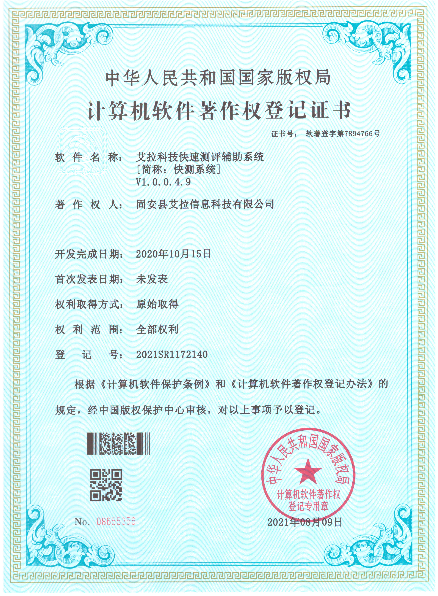 中华人民共和国国家版权局
计算机软件著作权登记证书
证书号： 软著登字第7894766号
软件名称： 艾拉科技快速测评辅助系统
[简称：快测系统]
V1.0.0.4.9
著作权人： 固安县艾拉信息科技有限公司
开发完成日期： 2020年10月15日
首次发表日期： 未发表
权利取得方式： 原始取得
权利范围： 全部权利
登记号： 2021SR1172140
根据《计算机软件保护条例》和《计算机软件著作权登记办法》的
规定，经中国版权保护中心审核，对以上事项予以登记。
中华人民共和国国家版权局
计算机软件著作权
登记专用章
No.
2021年08月09日